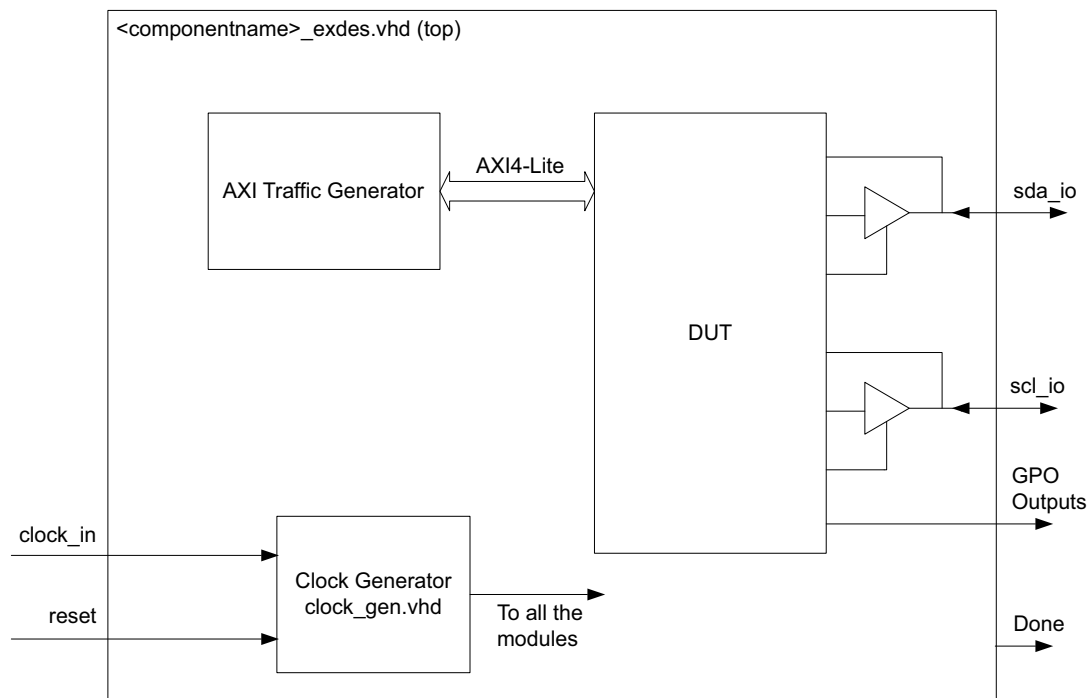 <componentname>_exdes.vhd (top)
AXI Traffic Generator
AXI4-Lite
DUT
sda_io
scl_io
GPO
Outputs
clock_in
reset
Clock Generator
clock_gen.vhd
To all the
modules
Done